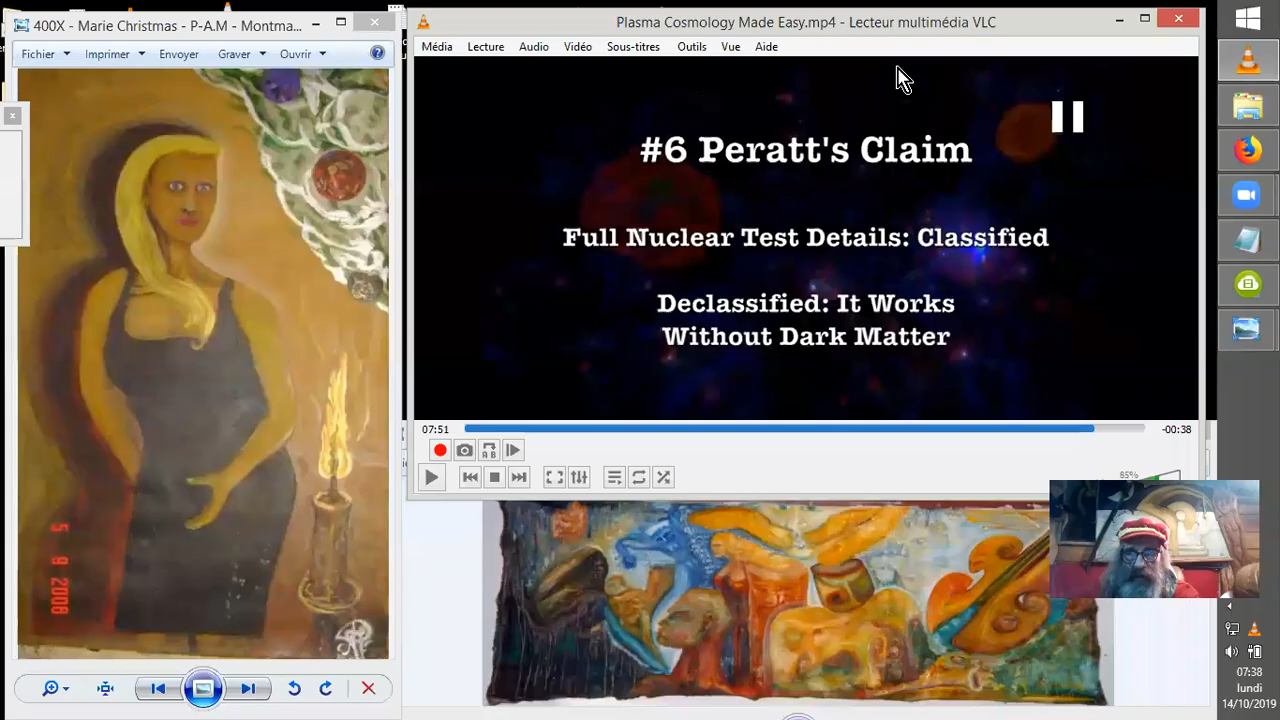 400X - Marie Christmas - P-A.M - Montma...
Fichier Imprimer Envoyer Graver Ouvrir
5 9 2008
Plasma Cosmology Made Easy.mp4 - Lecteur multimédia VLC
Média Lecture Audio Vidéo Sous-titres Outils Vue Aide
#6 Peratt's Claim
Full Nuclear Test Details: Classified
Declassified: It Works
Without Dark Matter
07:51 -00:38
85%
07:38
lundi
14/10/2019